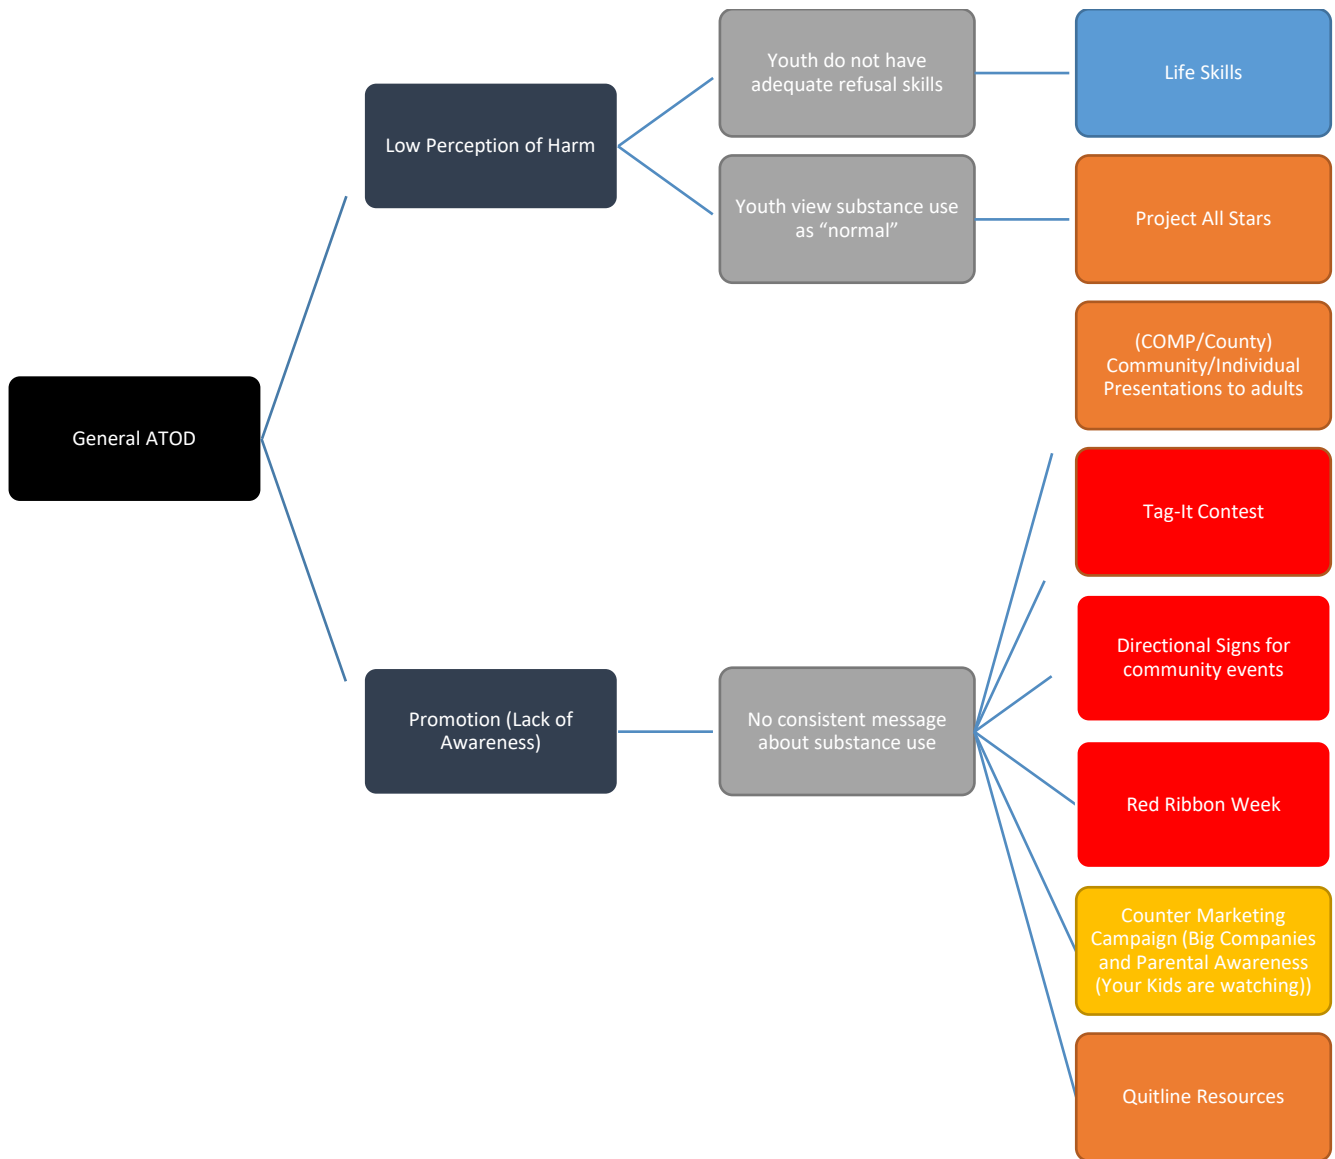 Youth do not have
adequate refusal skills
Life Skills
Low Perception of Harm
Youth view substance use
as “normal”
Project All Stars
(COMP/County)
Community/Individual
Presentations to adults
General ATOD
Tag-It Contest
Directional Signs for
community events
Promotion (Lack of
Awareness)
No consistent message
about substance use
Red Ribbon Week
Counter Marketing
Campaign (Big Companies
and Parental Awareness
(Your Kids are watching))
Quitline Resources